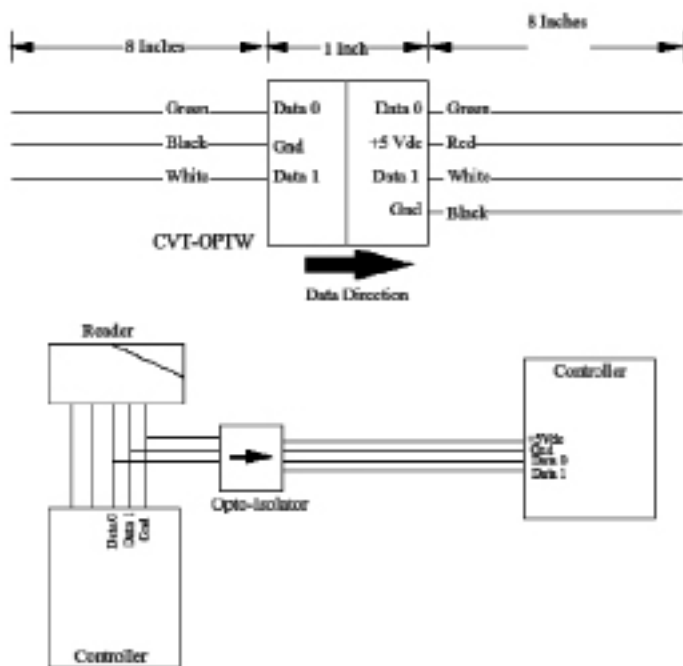 8 Inches
8 Inches 1 Inch
Green Data 0 Data 0 Green
Black Gnd +5 Vdc Red
White Data 1 Data 1 White
Gnd Black
CVT-OPTW
Data Direction
Reader
Controller
+5Vdc
Gnd
Data 0
Data 1
Opto-Isolator
Data 0
Data 1
Gnd
Controller